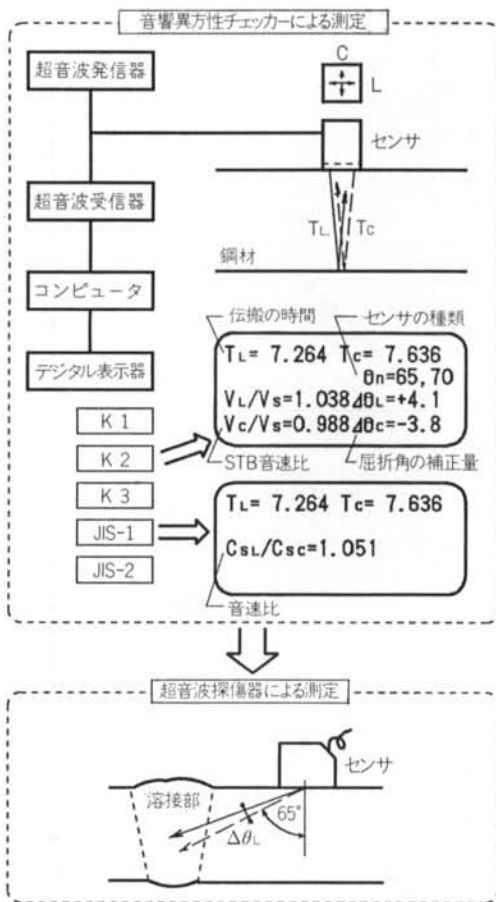 音響異方性チェッカーによる測定
超音波発信器
C
L
センサ
超音波受信器
TL
TC
鋼材
コンピュータ
伝搬の時間
センサの種類
デジタル表示器
TL= 7.264 TC= 7.636
θn=65,70
VL/VS=1.038⊿θL=+4.1
VC/VS=0.988⊿θC=-3.8
STB音速比
屈折角の補正量
K 1
K 2
K 3
JIS-1
JIS-2
TL= 7.264 TC= 7.636
CSL/CSC=1.051
音速比
超音波探傷器による測定
センサ
溶接部
65°
ΔθL